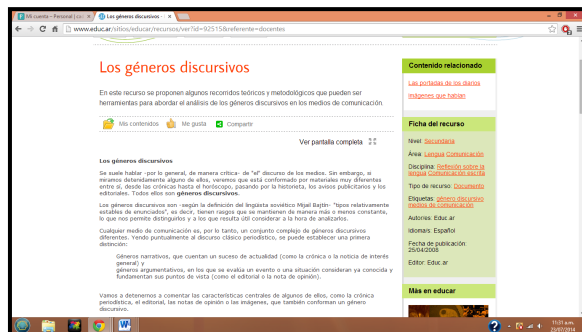 Mi cuenta - Personal | co
Los géneros discursivos -
www.educ.ar/sitios/educar/recursos/ver?id=92515&referente=docentes
Los géneros discursivos
En este recurso se proponen algunos recorridos teóricos y metodológicos que pueden ser
herramientas para abordar el análisis de los géneros discursivos en los medios de comunicación
Mis contenidos Me gusta Compartir
Ver pantalla completa
Los géneros discursivos
Se suele hablar -por lo general, de manera crítica- de "el" discurso de los medios. Sin embargo, si
miramos detenidamente alguno de ellos, veremos que está conformado por materiales muy diferentes
entre sí, desde las crónicas hasta el horóscopo, pasando por la historieta, los avisos publicitarios y los
editoriales. Todos ellos son géneros discursivos.
Los géneros discursivos son -según la definición del lingüista soviético Mijail Bajtin- "tipos relativamente
estables de enunciados", es decir, tienen rasgos que se mantienen de manera más o menos constante,
lo que nos permite distinguirlos y a los que resulta útil considerar a la hora de analizarlos.
Cualquier medio de comunicación es, por lo tanto, un conjunto complejo de géneros discursivos
diferentes. Yendo puntualmente al discurso clásico periodístico, se puede establecer una primera
distinción:
Géneros narrativos, que cuentan un suceso de actualidad (como la crónica o la noticia de interés
general) y
géneros argumentativos, en los que se evalúa un evento o una situación que consideran ya conocida y
fundamentan sus puntos de vista (como el editorial o la nota de opinión).
Vamos a detenernos a comentar las características centrales de algunos de ellos, como la crónica
periodística, el editorial, las notas de opinión o las imágenes, que también conforman un género
discursivo.
Contenido relacionado
Las portadas de los diarios
Imágenes que hablan
Ficha del recurso
Nivel: Secundaria
Área: Lengua Comunicación
Disciplina: Reflexión sobre la
lengua Comunicación escrita
Tipo de recurso: Documento
Etiquetas: género discursivo
medios de comunicación
Autor/es: Educ.ar
Idioma/s: Español
Fecha de publicación:
25/04/2008
Editor: Educ.ar
Más en educar
11:31 a.m.
23/07/2014